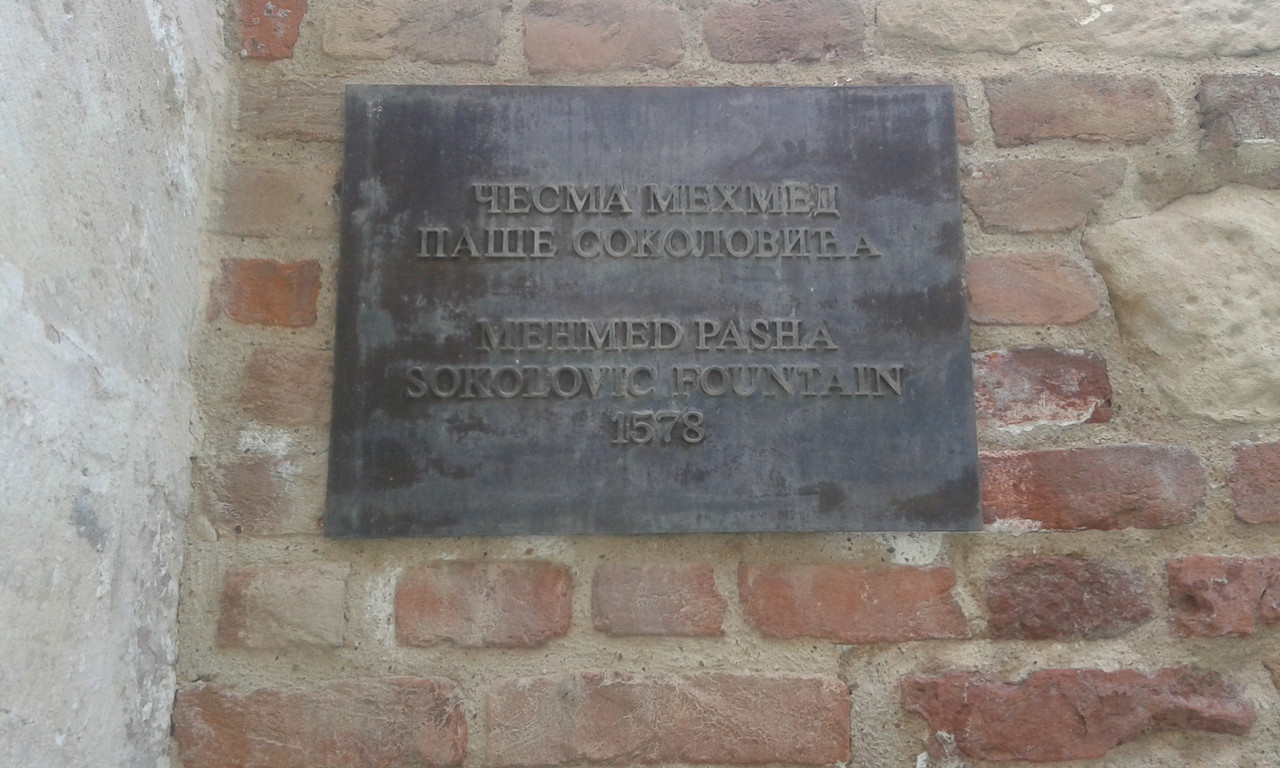 ЧЕСМА МЕХМЕД
ПАШЕ СОКОЛОВИЋА
MEHMED PASHA
SOKOLOVIC FOUNTAIN
1578